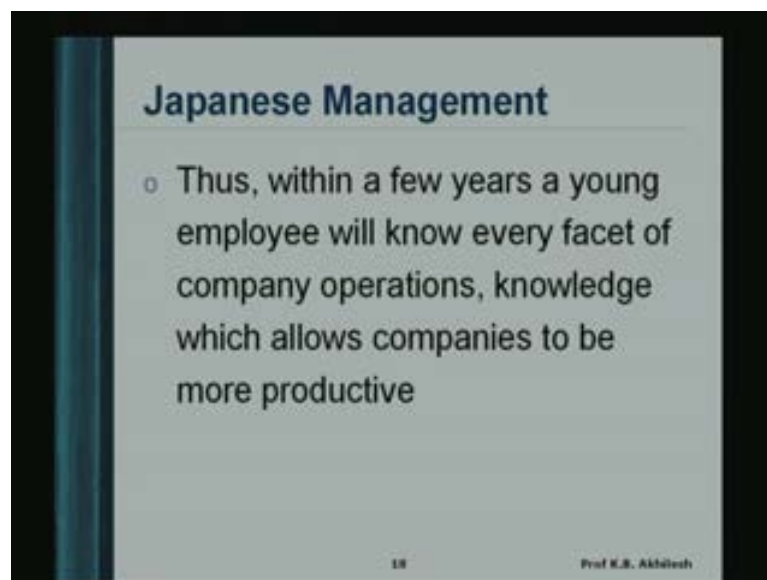 Japanese Management
o Thus, within a few years a young
employee will know every facet of
company operations, knowledge
which allows companies to be
more productive
18
Prof K.B. Akhilesh